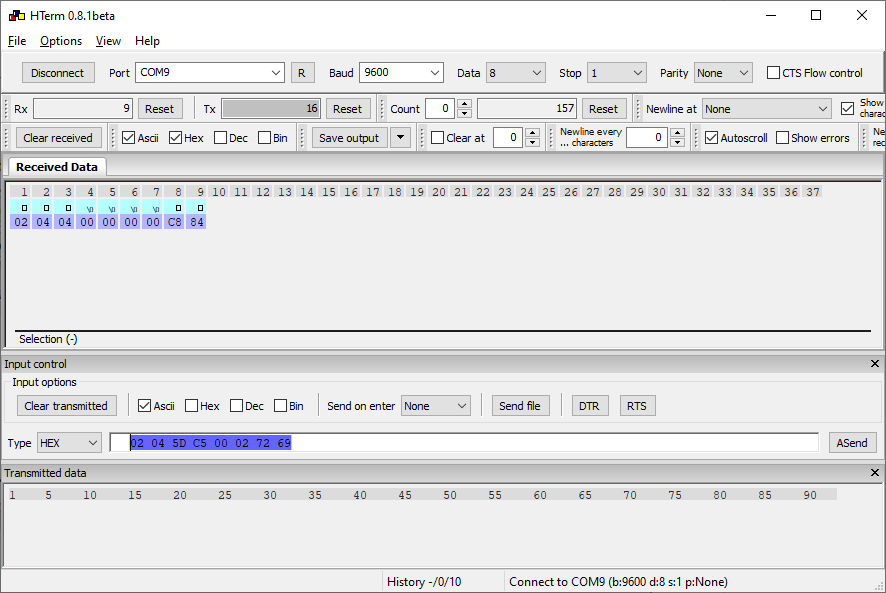 HTerm 0.8.1beta
File Options View Help
Disconnect Port COM9 R Baud 9600 Data 8 Stop 1 Parity None CTS Flow control
Rx 9 Reset Tx 16 Reset Count 0 157 Reset Newline at None Show
Clear received Ascii Hex Dec Bin Save output Clear at 0 Newline every ... characters 0 Autoscroll Show errors
Received Data
1 2 3 4 5 6 7 8 9 10 11 12 13 14 15 16 17 18 19 20 21 22 23 24 25 26 27 28 29 30 31 32 33 34 35 36 37
\0 \0 \0 \0
02 04 04 00 00 00 00 C8 84
Selection (-)
Input control
Input options
Clear transmitted Ascii Hex Dec Bin Send on enter None Send file DTR RTS
Type HEX 02 04 5D C5 00 02 72 69 ASend
Transmitted data
1 5 10 15 20 25 30 35 40 45 50 55 60 65 70 75 80 85 90
History -/0/10 Connect to COM9 (b:9600 d:8 s:1 p:None)